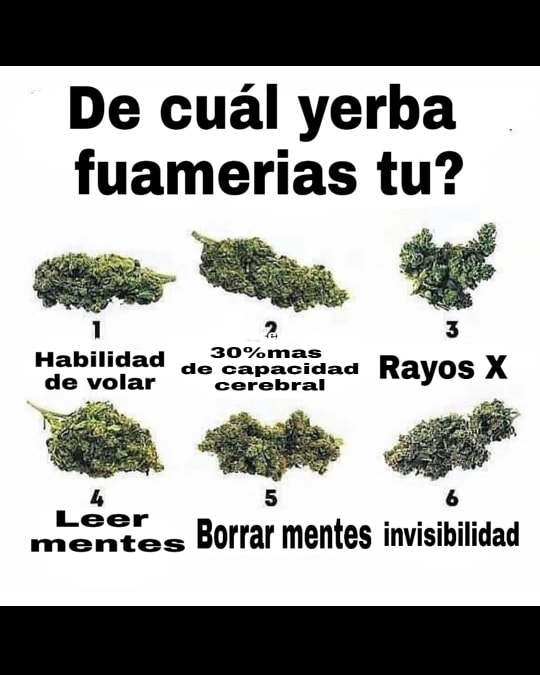 De cuál yerba
fuamerias tu?
1
2
3
Habilidad
de volar
30%mas
de capacidad
cerebral
Rayos X
4
5
6
Leer
mentes
Borrar mentes
invisibilidad